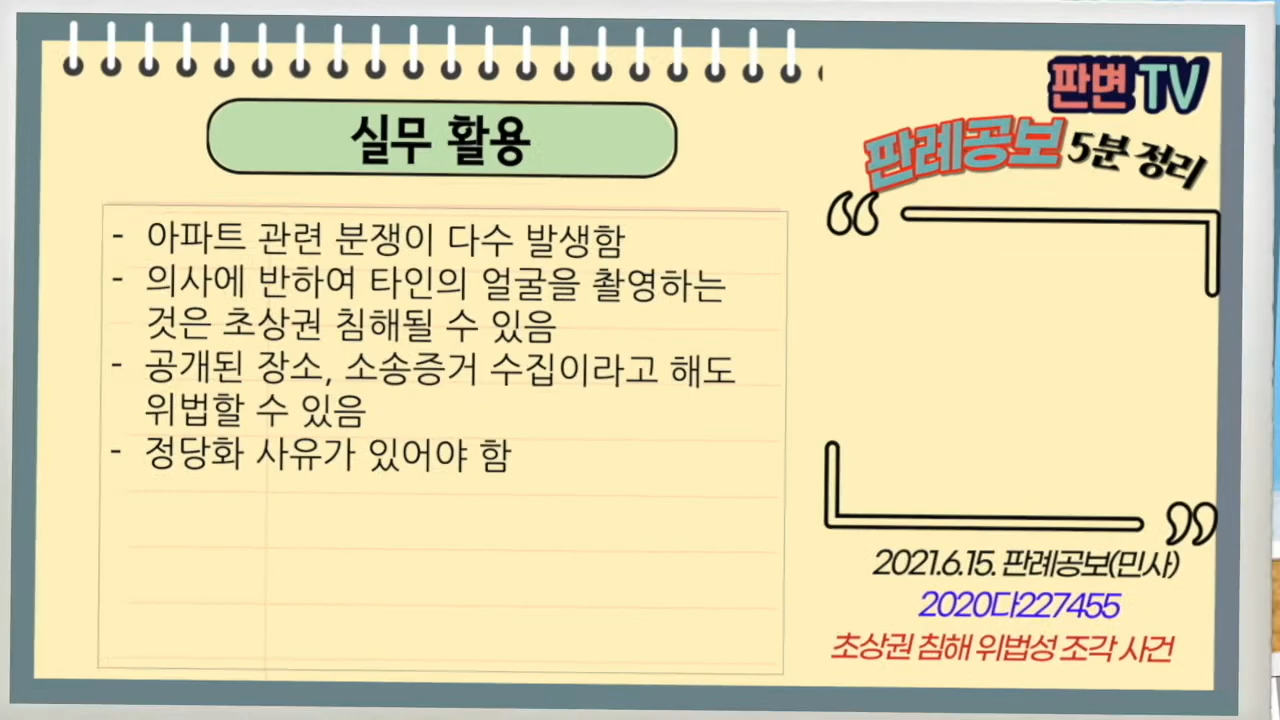 판변 TV
판례공보 5분 정리
실무 활용
- 아파트 관련 분쟁이 다수 발생함
- 의사에 반하여 타인의 얼굴을 촬영하는
것은 초상권 침해될 수 있음
- 공개된 장소, 소송증거 수집이라고 해도
위법할 수 있음
- 정당화 사유가 있어야 함
2021.6.15. 판례공보(민사)
2020다227455
초상권 침해 위법성 조각 사건